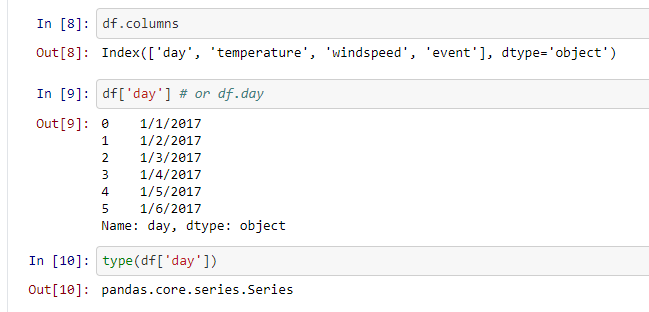 In [8]: df.columns
Out[8]: Index(['day', 'temperature', 'windspeed', 'event'], dtype='object')
In [9]: df['day'] # or df.day
Out[9]: 0    1/1/2017
1    1/2/2017
2    1/3/2017
3    1/4/2017
4    1/5/2017
5    1/6/2017
Name: day, dtype: object
In [10]: type(df['day'])
Out[10]: pandas.core.series.Series